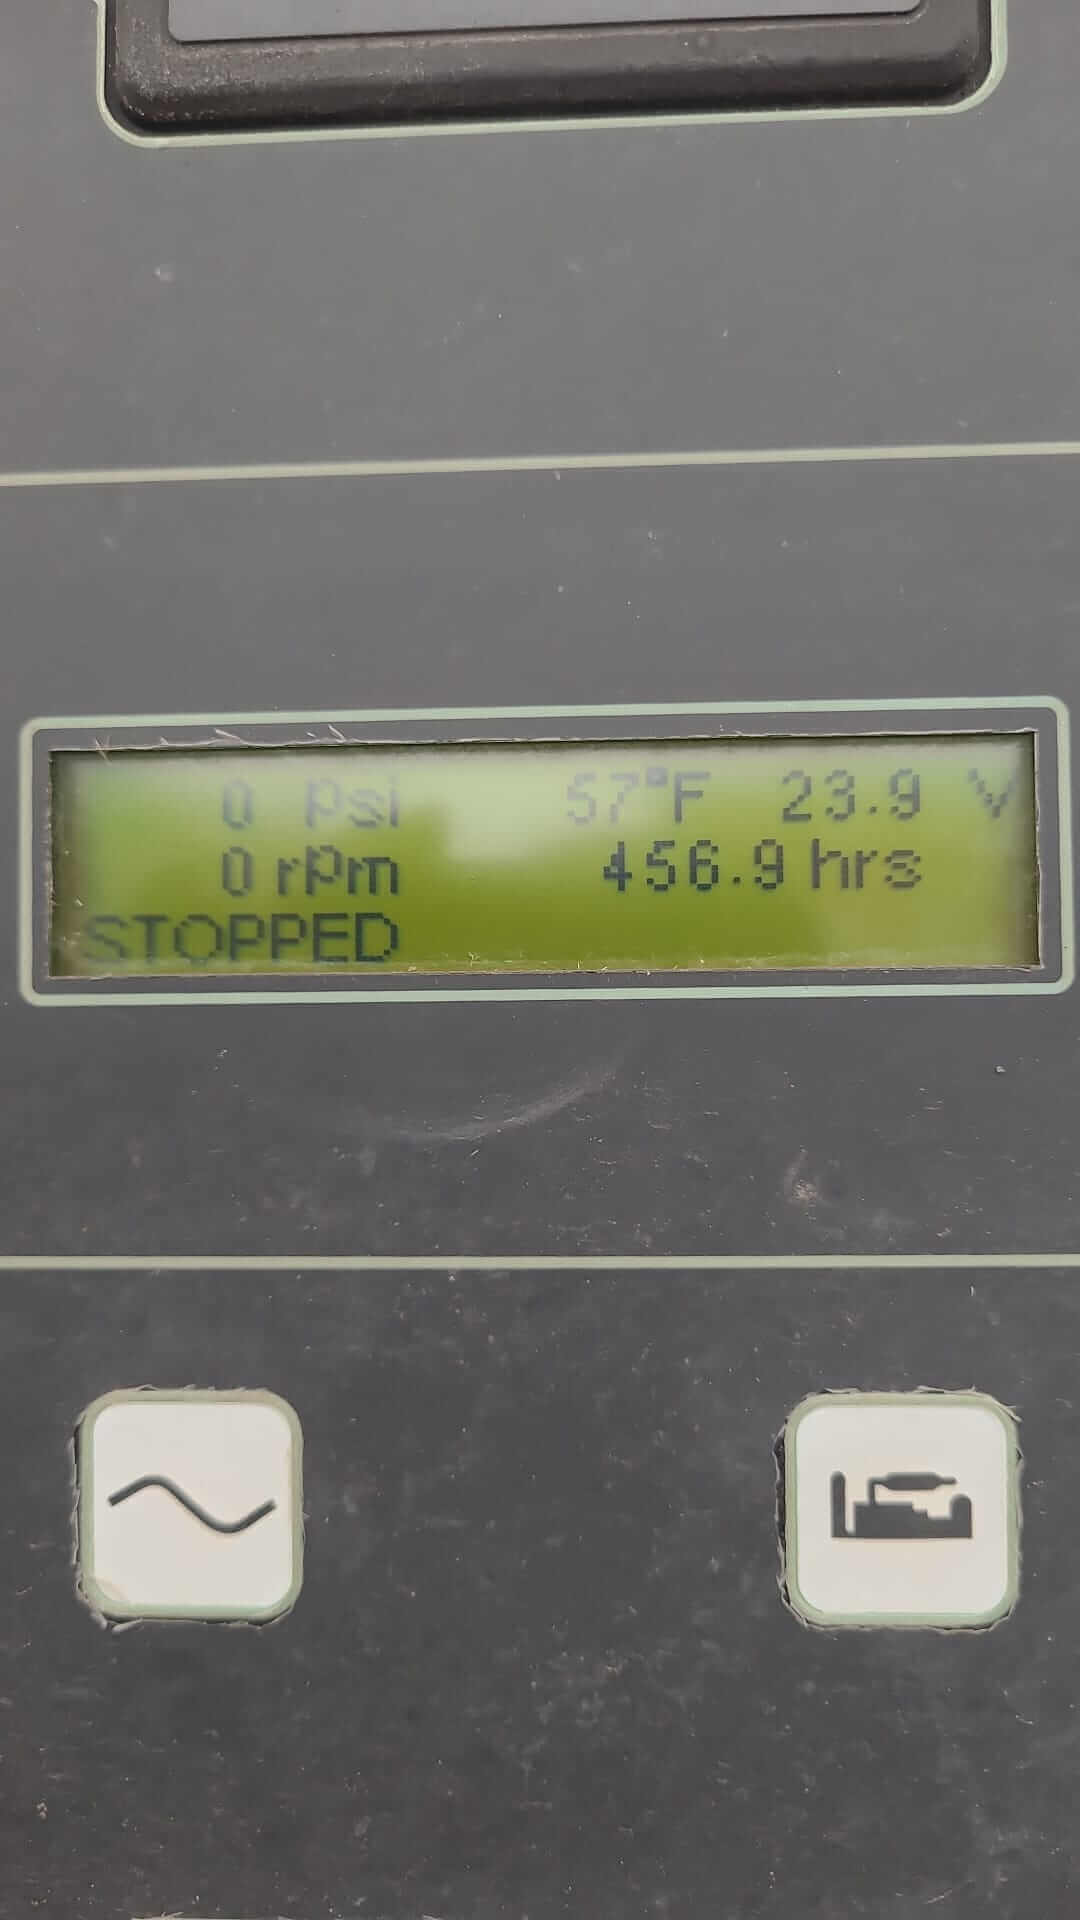 0 psi 57°F 23.9 V
0 rpm 456.9 hrs
STOPPED